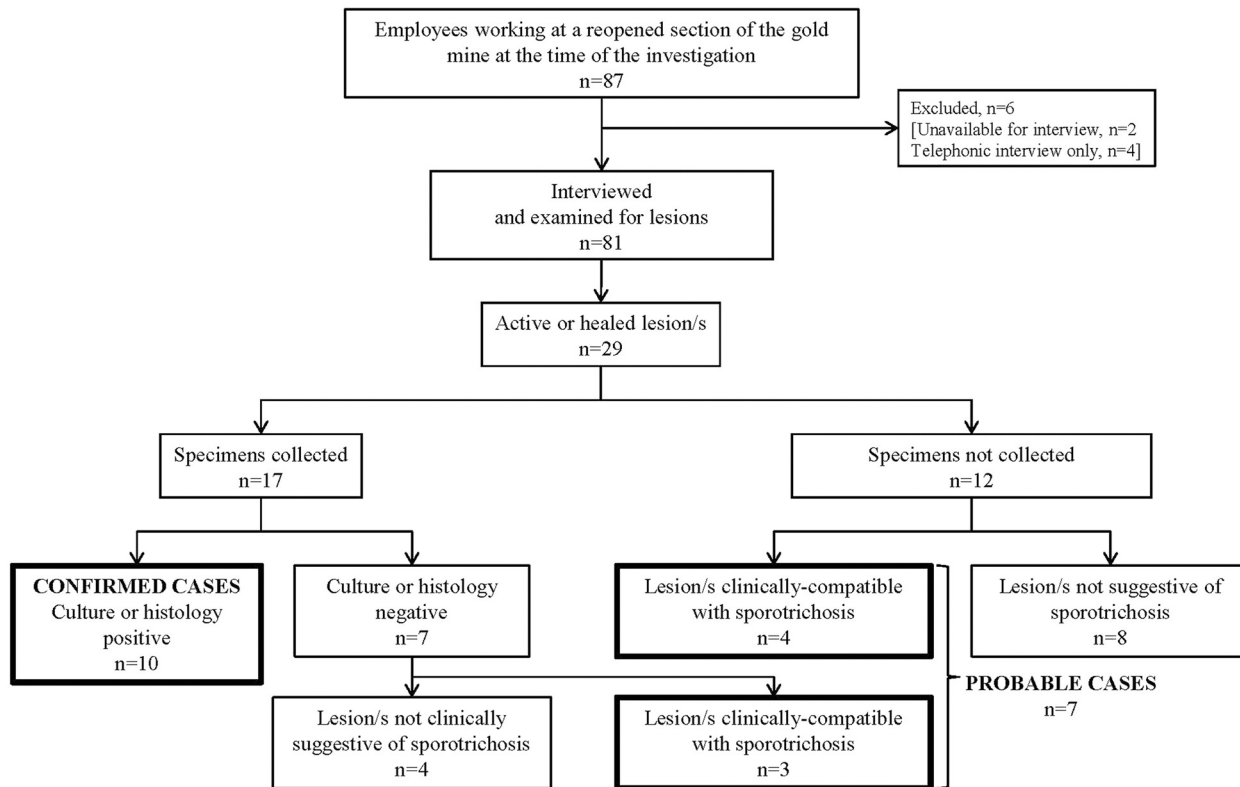 Employees working at a reopened section of the gold
mine at the time of the investigation
n=87
Excluded, n=6
[Unavailable for interview, n=2
Telephonic interview only, n=4]
Interviewed
and examined for lesions
n=81
Active or healed lesion/s
n=29
Specimens collected
n=17
Specimens not collected
n=12
CONFIRMED CASES
Culture or histology
positive
n=10
Culture or histology
negative
n=7
Lesion/s clinically-compatible
with sporotrichosis
n=4
Lesion/s not suggestive of
sporotrichosis
n=8
PROBABLE CASES
n=7
Lesion/s not clinically
suggestive of sporotrichosis
n=4
Lesion/s clinically-compatible
with sporotrichosis
n=3